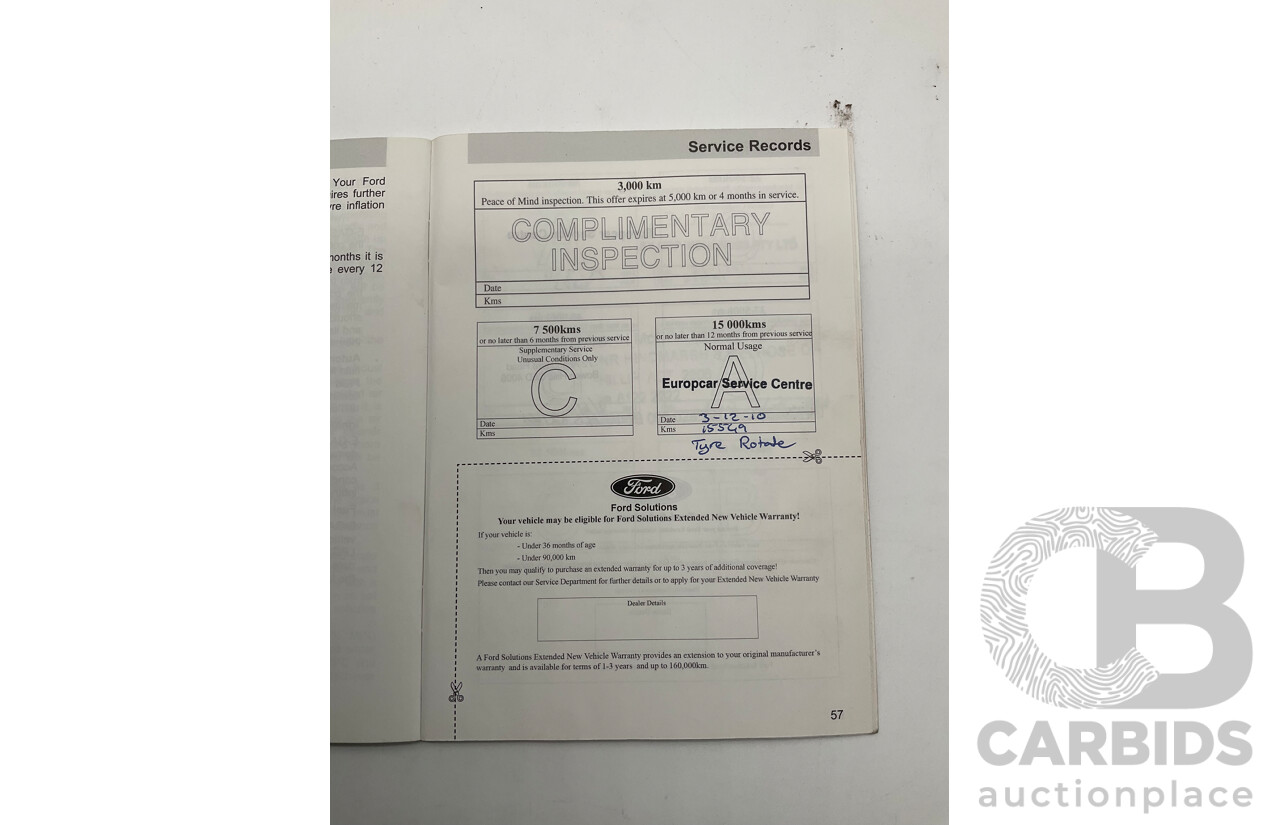 Your Ford
ires further
re inflation
months it is
every 12
Service Records
3,000 km
Peace of Mind inspection. This offer expires at 5,000 km or 4 months in service.
COMPLIMENTARY
INSPECTION
Date
Kms
7 500kms
or no later than 6 months from previous service
Supplementary Service
Unusual Conditions Only
C
Date
Kms
15 000kms
or no later than 12 months from previous service
Normal Usage
A
Europcar Service Centre
Date 3-12-10
Kms 15549
Tyre Rotate
Ford
Ford Solutions
Your vehicle may be eligible for Ford Solutions Extended New Vehicle Warranty!
If your vehicle is:
- Under 36 months of age
- Under 90,000 km
Then you may qualify to purchase an extended warranty for up to 3 years of additional coverage!
Please contact our Service Department for further details or to apply for your Extended New Vehicle Warranty
Dealer Details
A Ford Solutions Extended New Vehicle Warranty provides an extension to your original manufacturer's
warranty and is available for terms of 1-3 years and up to 160,000km.
57
CB
CARBIDS
auctionplace